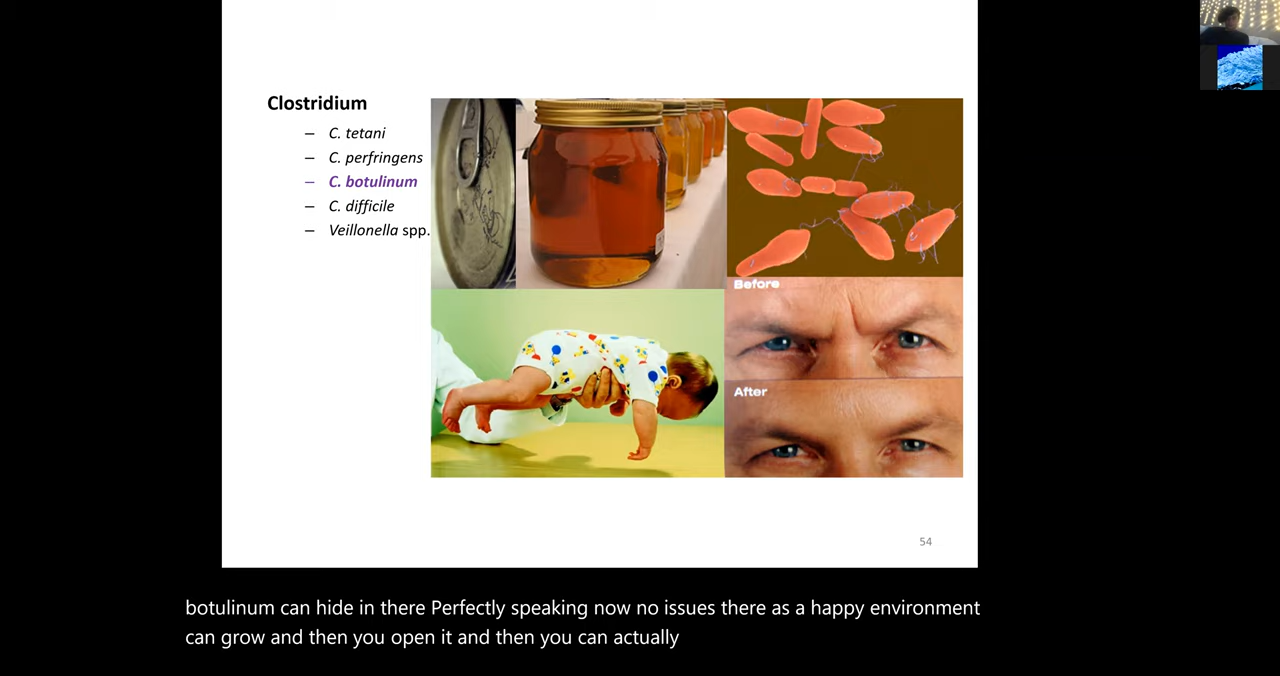 Clostridium
– C. tetani
– C. perfringens
– C. botulinum
– C. difficile
– Veillonella spp.
Before
After
54
botulinum can hide in there Perfectly speaking now no issues there as a happy environment
can grow and then you open it and then you can actually